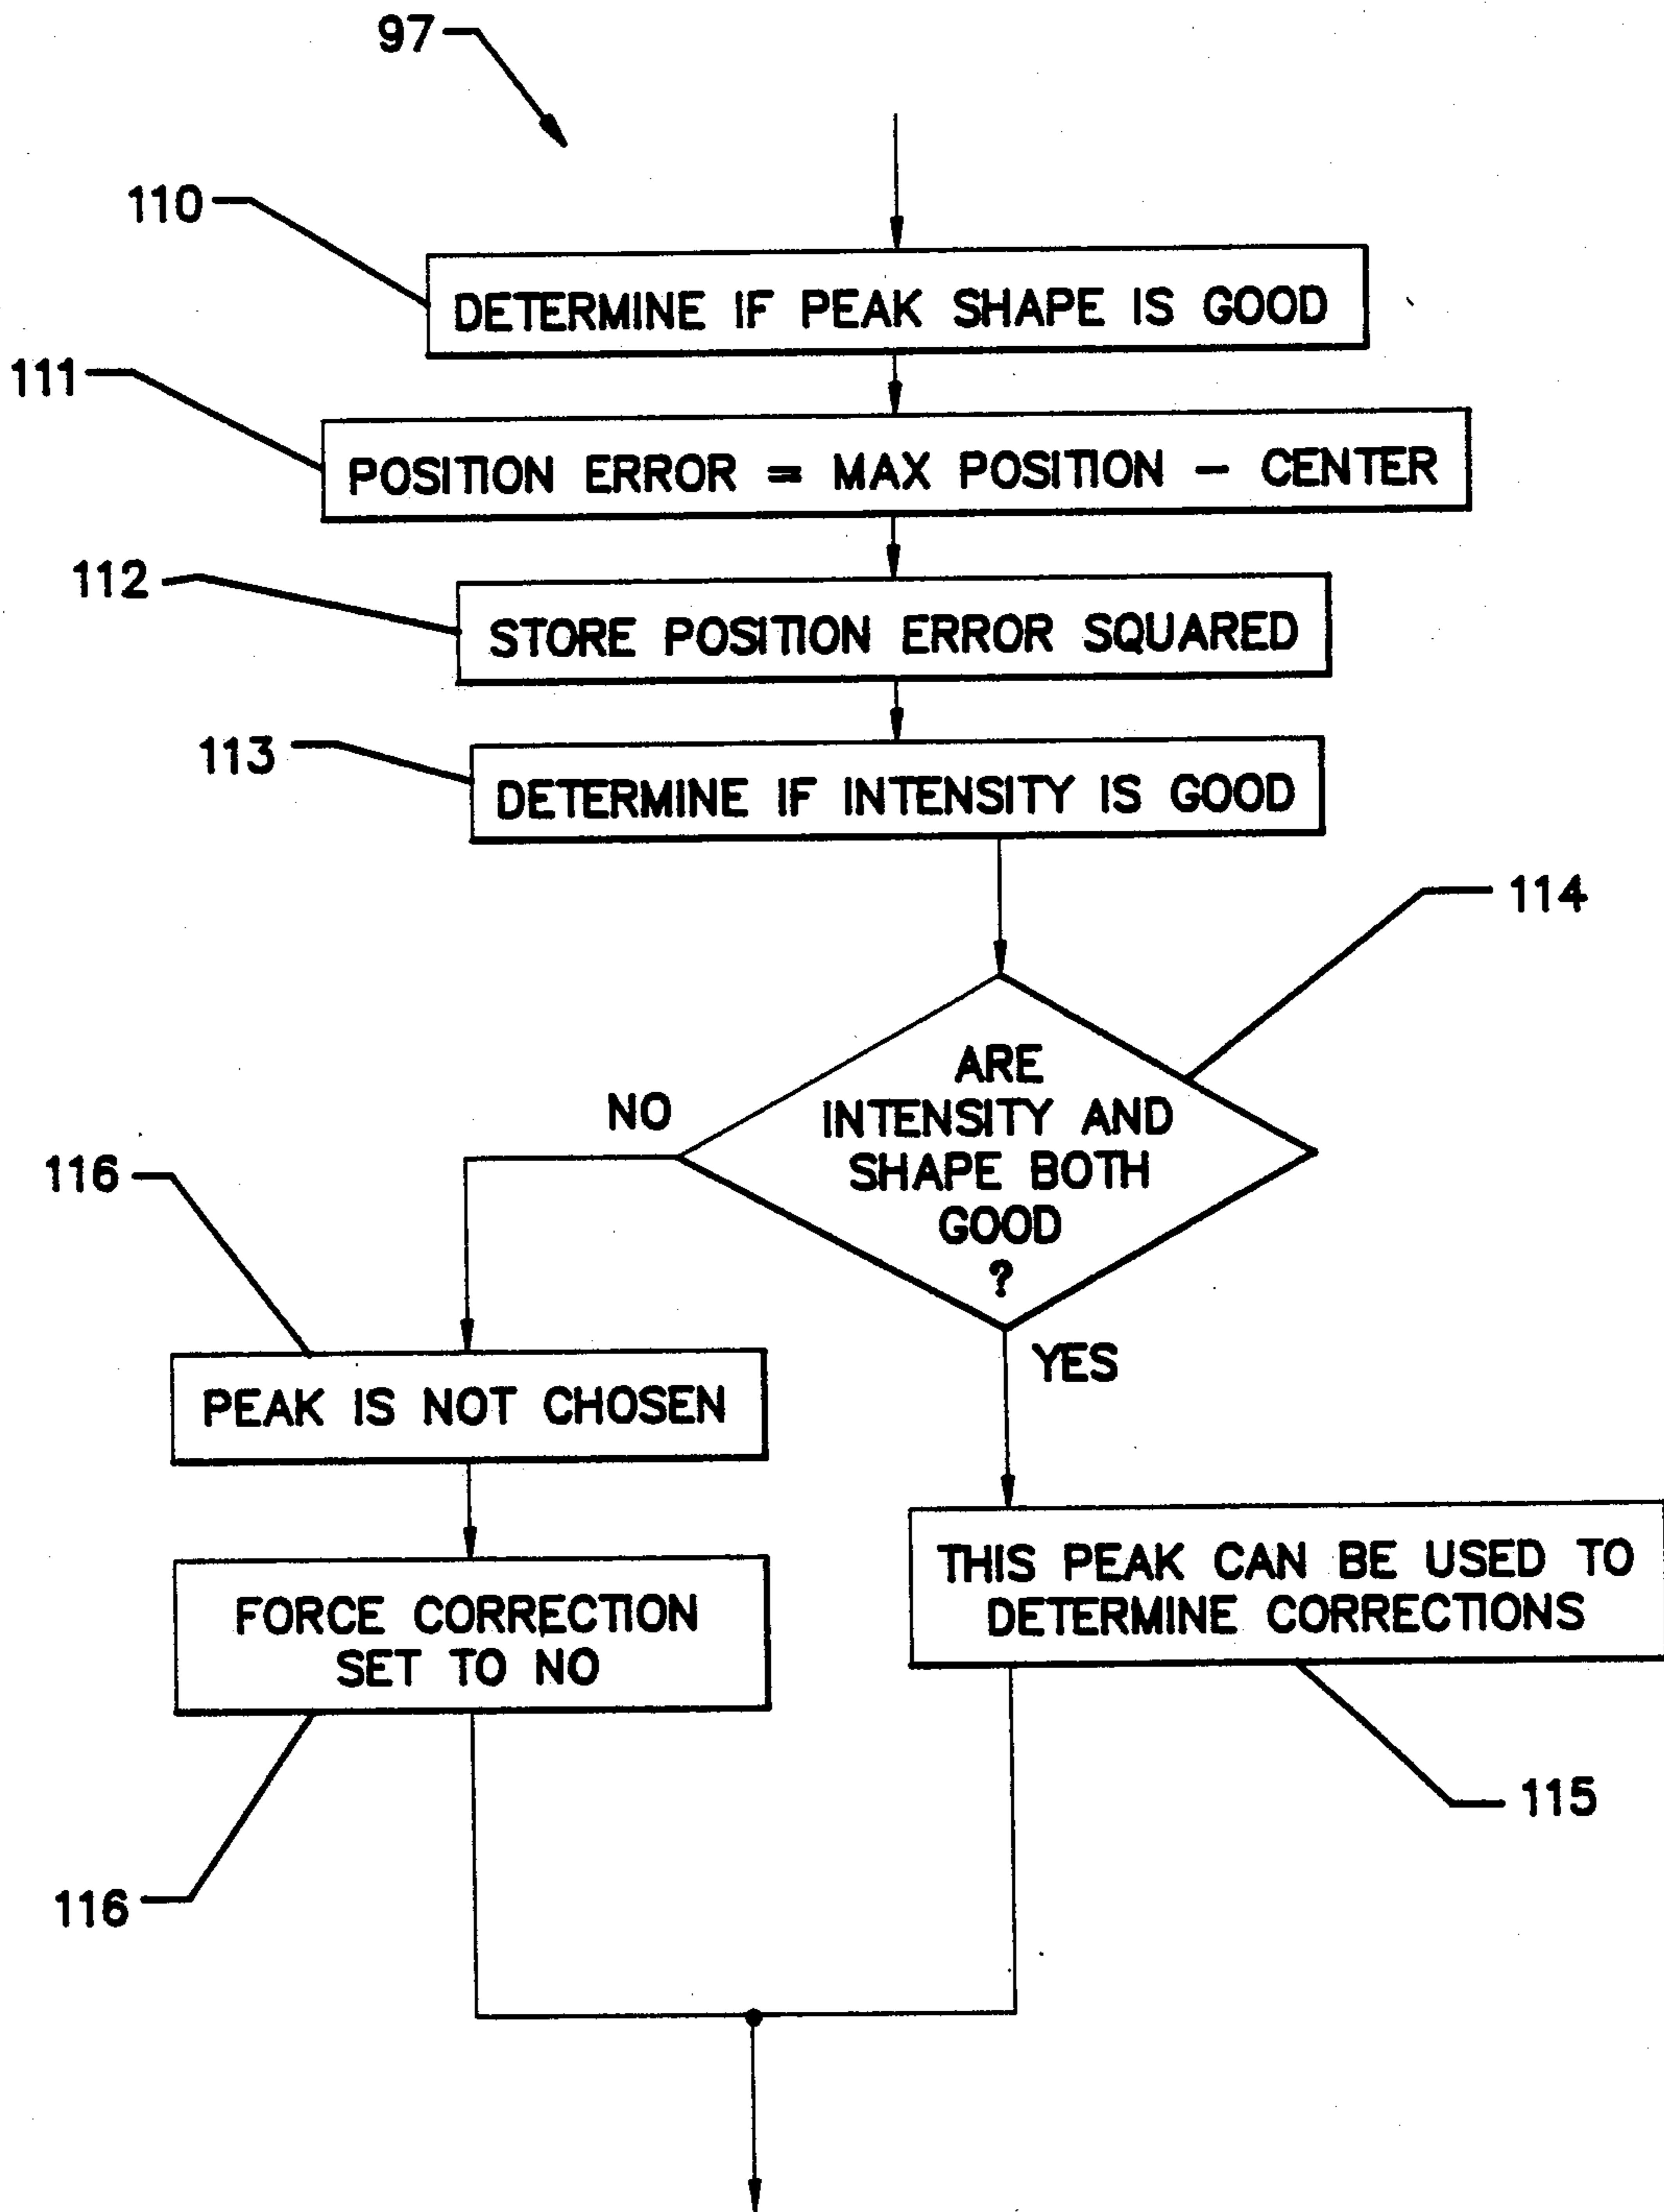 97
110
DETERMINE IF PEAK SHAPE IS GOOD
111
POSITION ERROR = MAX POSITION – CENTER
112
STORE POSITION ERROR SQUARED
113
DETERMINE IF INTENSITY IS GOOD
114
ARE
INTENSITY AND
SHAPE BOTH
GOOD
?
NO
YES
116
PEAK IS NOT CHOSEN
THIS PEAK CAN BE USED TO
DETERMINE CORRECTIONS
FORCE CORRECTION
SET TO NO
115
116